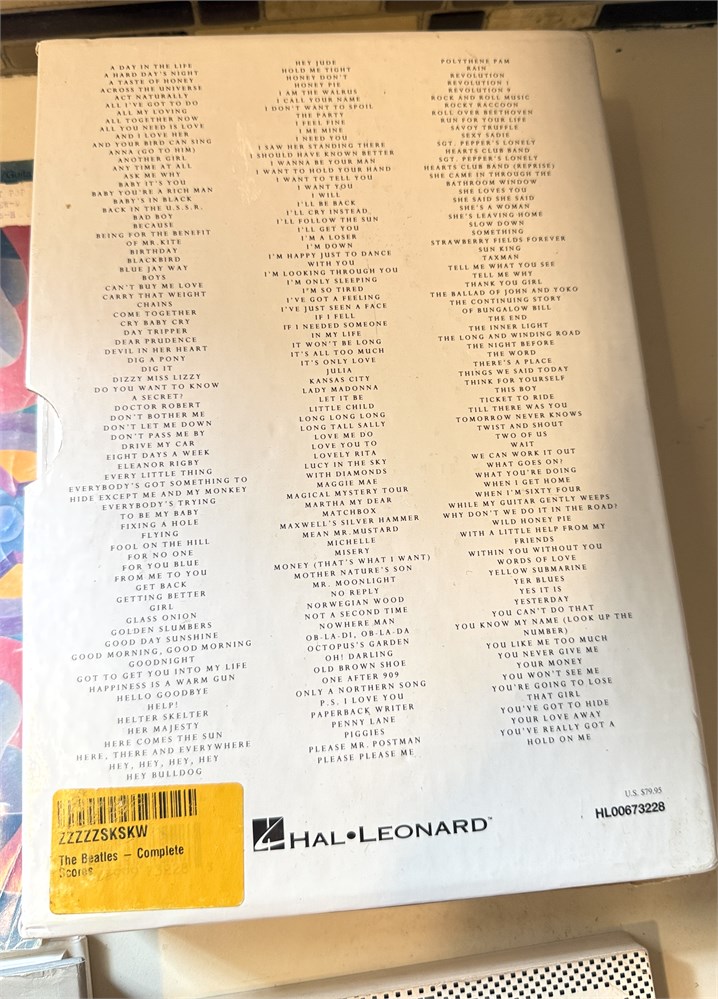 A DAY IN THE LIFE
A HARD DAY'S NIGHT
A TASTE OF HONEY
ACROSS THE UNIVERSE
ACT NATURALLY
ALL I'VE GOT TO DO
ALL MY LOVING
ALL TOGETHER NOW
ALL YOU NEED IS LOVE
AND I LOVE HER
AND YOUR BIRD CAN SING
ANNA (GO TO HIM)
ANOTHER GIRL
ANY TIME AT ALL
ASK ME WHY
BABY IT'S YOU
BABY YOU'RE A RICH MAN
BABY'S IN BLACK
BACK IN THE U.S.S.R.
BAD BOY
BECAUSE
BEING FOR THE BENEFIT
OF MR. KITE
BIRTHDAY
BLACKBIRD
BLUE JAY WAY
BOYS
CAN'T BUY ME LOVE
CARRY THAT WEIGHT
CHAINS
COME TOGETHER
CRY BABY CRY
DAY TRIPPER
DEAR PRUDENCE
DEVIL IN HER HEART
DIG A PONY
DIG IT
DIZZY MISS LIZZY
DO YOU WANT TO KNOW
A SECRET?
DOCTOR ROBERT
DON'T BOTHER ME
DON'T LET ME DOWN
DON'T PASS ME BY
DRIVE MY CAR
EIGHT DAYS A WEEK
ELEANOR RIGBY
EVERY LITTLE THING
EVERYBODY'S GOT SOMETHING TO
HIDE EXCEPT ME AND MY MONKEY
EVERYBODY'S TRYING
TO BE MY BABY
FIXING A HOLE
FLYING
FOOL ON THE HILL
FOR NO ONE
FOR YOU BLUE
FROM ME TO YOU
GET BACK
GETTING BETTER
GIRL
GLASS ONION
GOLDEN SLUMBERS
GOOD DAY SUNSHINE
GOOD MORNING, GOOD MORNING
GOODNIGHT
GOT TO GET YOU INTO MY LIFE
HAPPINESS IS A WARM GUN
HELLO GOODBYE
HELP!
HELTER SKELTER
HER MAJESTY
HERE COMES THE SUN
HERE, THERE AND EVERYWHERE
HEY, HEY, HEY, HEY
HEY BULLDOG
HEY JUDE
HOLD ME TIGHT
HONEY DON'T
HONEY PIE
I AM THE WALRUS
I CALL YOUR NAME
I DON'T WANT TO SPOIL
THE PARTY
I FEEL FINE
I ME MINE
I NEED YOU
I SAW HER STANDING THERE
I SHOULD HAVE KNOWN BETTER
I WANNA BE YOUR MAN
I WANT TO HOLD YOUR HAND
I WANT TO TELL YOU
I WANT YOU
I WILL
I'LL BE BACK
I'LL CRY INSTEAD
I'LL FOLLOW THE SUN
I'LL GET YOU
I'M A LOSER
I'M DOWN
I'M HAPPY JUST TO DANCE
WITH YOU
I'M LOOKING THROUGH YOU
I'M ONLY SLEEPING
I'M SO TIRED
I'VE GOT A FEELING
I'VE JUST SEEN A FACE
IF I FELL
IF I NEEDED SOMEONE
IN MY LIFE
IT WON'T BE LONG
IT'S ALL TOO MUCH
IT'S ONLY LOVE
JULIA
KANSAS CITY
LADY MADONNA
LET IT BE
LITTLE CHILD
LONG LONG LONG
LONG TALL SALLY
LOVE ME DO
LOVE YOU TO
LOVELY RITA
LUCY IN THE SKY
WITH DIAMONDS
MAGGIE MAE
MAGICAL MYSTERY TOUR
MARTHA MY DEAR
MATCHBOX
MAXWELL'S SILVER HAMMER
MEAN MR. MUSTARD
MICHELLE
MISERY
MONEY (THAT'S WHAT I WANT)
MOTHER NATURE'S SON
MR. MOONLIGHT
NO REPLY
NORWEGIAN WOOD
NOT A SECOND TIME
NOWHERE MAN
OB-LA-DI, OB-LA-DA
OCTOPUS'S GARDEN
OH! DARLING
OLD BROWN SHOE
ONE AFTER 909
ONLY A NORTHERN SONG
P.S. I LOVE YOU
PAPERBACK WRITER
PENNY LANE
PIGGIES
PLEASE MR. POSTMAN
PLEASE PLEASE ME
POLYTHENE PAM
RAIN
REVOLUTION
REVOLUTION 1
REVOLUTION 9
ROCK AND ROLL MUSIC
ROCKY RACCOON
ROLL OVER BEETHOVEN
RUN FOR YOUR LIFE
SAVOY TRUFFLE
SEXY SADIE
SGT. PEPPER'S LONELY
HEARTS CLUB BAND
SGT. PEPPER'S LONELY
HEARTS CLUB BAND (REPRISE)
SHE CAME IN THROUGH THE
BATHROOM WINDOW
SHE LOVES YOU
SHE SAID SHE SAID
SHE'S A WOMAN
SHE'S LEAVING HOME
SLOW DOWN
SOMETHING
STRAWBERRY FIELDS FOREVER
SUN KING
TAXMAN
TELL ME WHAT YOU SEE
TELL ME WHY
THANK YOU GIRL
THE BALLAD OF JOHN AND YOKO
THE CONTINUING STORY
OF BUNGALOW BILL
THE END
THE INNER LIGHT
THE LONG AND WINDING ROAD
THE NIGHT BEFORE
THE WORD
THERE'S A PLACE
THINGS WE SAID TODAY
THINK FOR YOURSELF
THIS BOY
TICKET TO RIDE
TILL THERE WAS YOU
TOMORROW NEVER KNOWS
TWIST AND SHOUT
TWO OF US
WAIT
WE CAN WORK IT OUT
WHAT GOES ON?
WHAT YOU'RE DOING
WHEN I GET HOME
WHEN I'M SIXTY FOUR
WHILE MY GUITAR GENTLY WEEPS
WHY DON'T WE DO IT IN THE ROAD?
WILD HONEY PIE
WITH A LITTLE HELP FROM MY
FRIENDS
WITHIN YOU WITHOUT YOU
WORDS OF LOVE
YELLOW SUBMARINE
YER BLUES
YES IT IS
YESTERDAY
YOU CAN'T DO THAT
YOU KNOW MY NAME (LOOK UP THE
NUMBER)
YOU LIKE ME TOO MUCH
YOU NEVER GIVE ME
YOUR MONEY
YOU WON'T SEE ME
YOU'RE GOING TO LOSE
THAT GIRL
YOU'VE GOT TO HIDE
YOUR LOVE AWAY
YOU'VE REALLY GOT A
HOLD ON ME
U.S. $79.95
HL00673228
HAL•LEONARD™
ZZZZZSKSKW
The Beatles – Complete
Scores